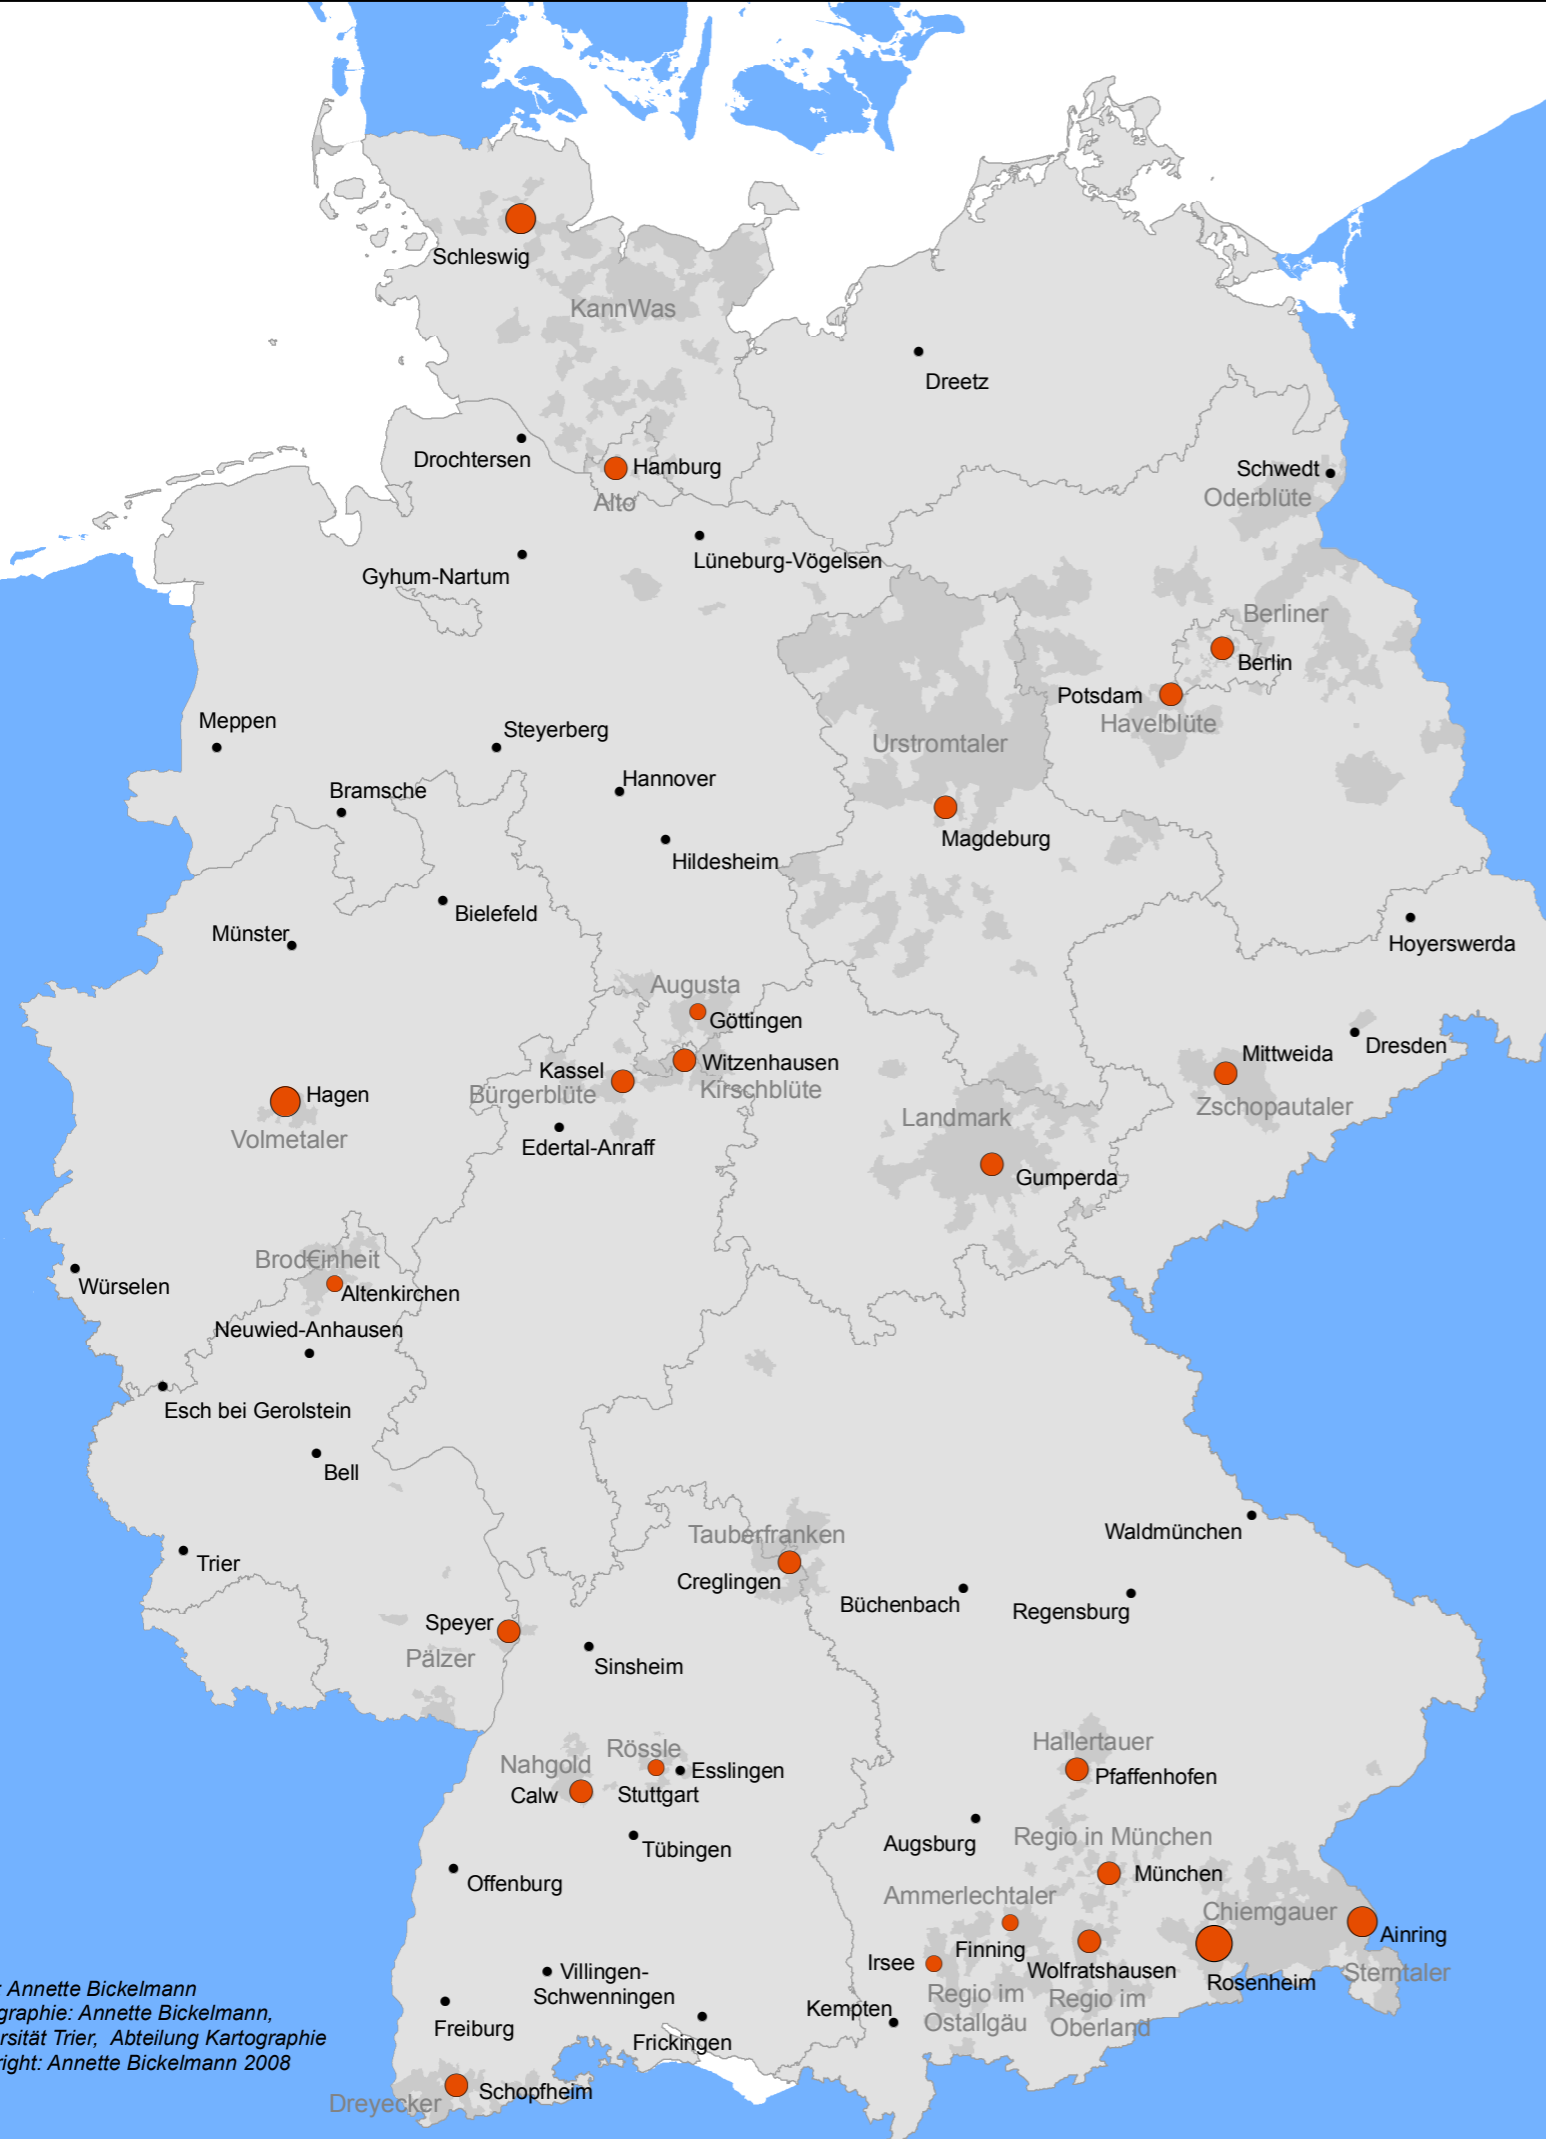 Schleswig
KannWas
Dreetz
Drochtersen
Hamburg
Alto
Schwedt
Oderblüte
Lüneburg-Vögelsen
Gyhum-Nartum
Berliner
Berlin
Potsdam
Havelblüte
Meppen
Steyerberg
Urstromtaler
Hannover
Bramsche
Magdeburg
Hildesheim
Bielefeld
Münster
Hoyerswerda
Augusta
Göttingen
Dresden
Mittweida
Witzenhausen
Kassel
Kirschblüte
Bürgerblüte
Hagen
Zschopautaler
Landmark
Volmetaler
Edertal-Anraff
Gumperda
Brod€inheit
Würselen
Altenkirchen
Neuwied-Anhausen
Esch bei Gerolstein
Bell
Waldmünchen
Tauberfranken
Trier
Creglingen
Büchenbach
Regensburg
Speyer
Pälzer
Sinsheim
Hallertauer
Rössle
Nahgold
Esslingen
Pfaffenhofen
Calw
Stuttgart
Regio in München
Augsburg
Tübingen
München
Offenburg
Ammerlechtaler
Chiemgauer
Ainring
Finning
Irsee
Wolfratshausen
Rosenheim
Sterntaler
Villingen-
Schwenningen
Regio im
Ostallgäu
Regio im
Oberland
Kempten
Freiburg
Frickingen
Schopfheim
Dreyecker
: Annette Bickelmann
graphie: Annette Bickelmann,
rsität Trier, Abteilung Kartographie
right: Annette Bickelmann 2008